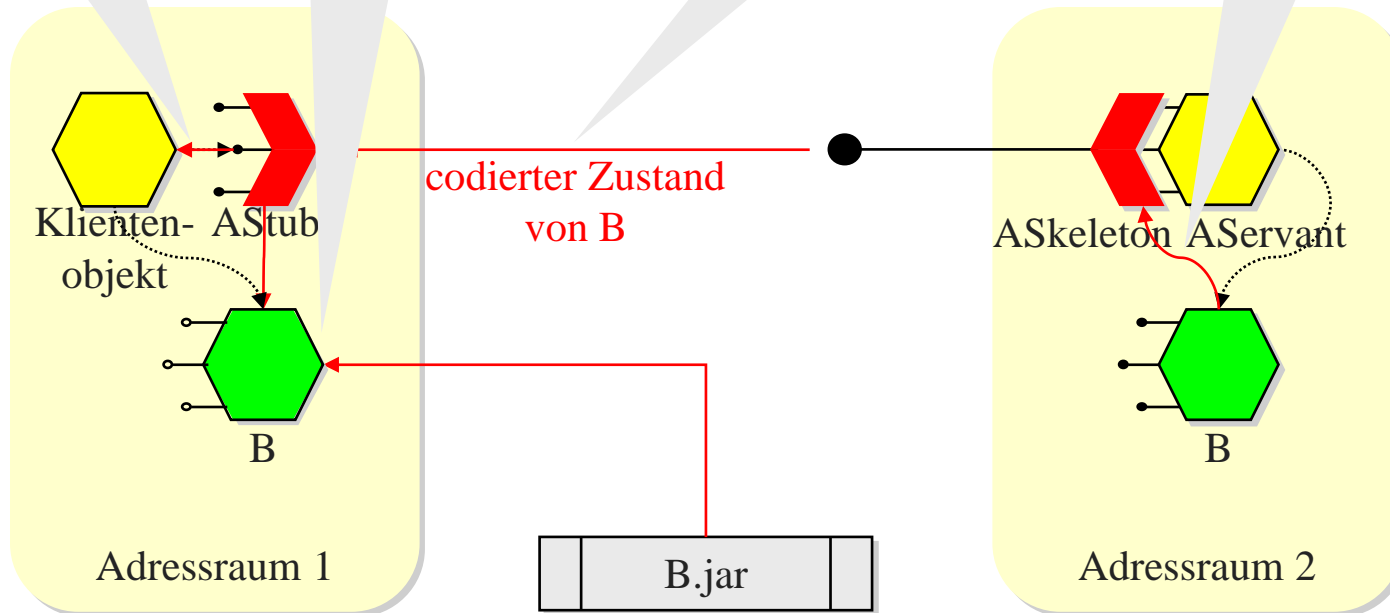 codierter Zustand
von B
Klienten-
objekt
AStub
ASkeleton
AServant
B
B
Adressraum 1
B.jar
Adressraum 2